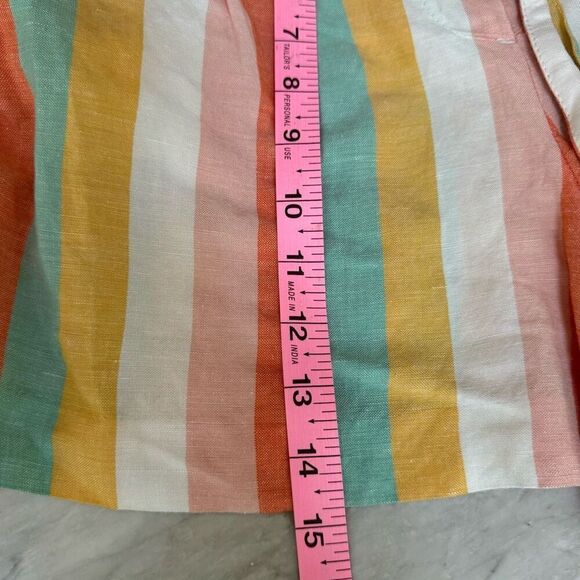 7
TAILOR'S
8
PERSONAL
9
USE
10
11
MADE IN
12
INDIA
13
14
15